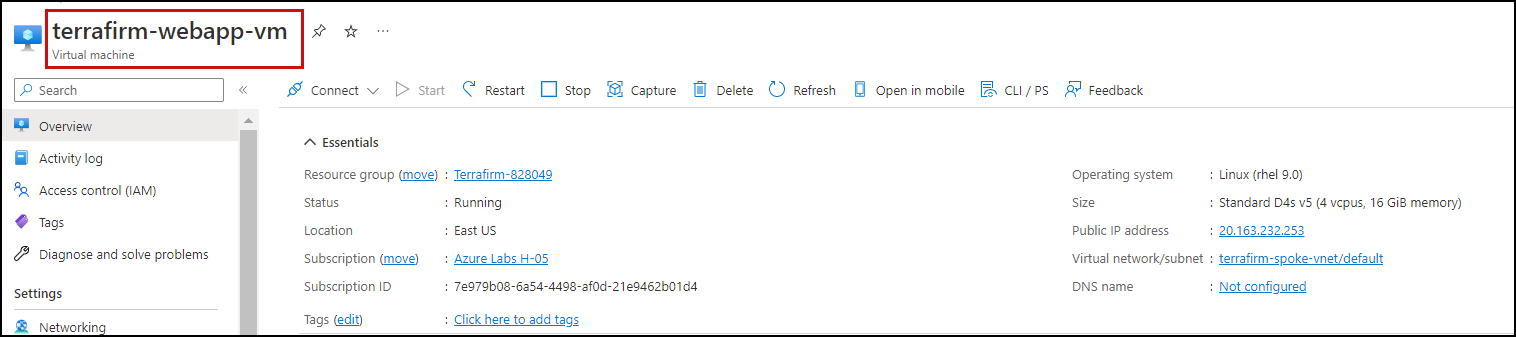 terrafirm-webapp-vm
Virtual machine
Search
Connect Start Restart Stop Capture Delete Refresh Open in mobile CLI / PS Feedback
Overview
Activity log
Access control (IAM)
Tags
Diagnose and solve problems
Settings
Networking
Essentials
Resource group (move) : Terrafirm-828049
Status : Running
Location : East US
Subscription (move) : Azure Labs H-05
Subscription ID : 7e979b08-6a54-4498-af0d-21e9462b01d4
Tags (edit) : Click here to add tags
Operating system : Linux (rhel 9.0)
Size : Standard D4s v5 (4 vcpus, 16 GiB memory)
Public IP address : 20.163.232.253
Virtual network/subnet : terrafirm-spoke-vnet/default
DNS name : Not configured